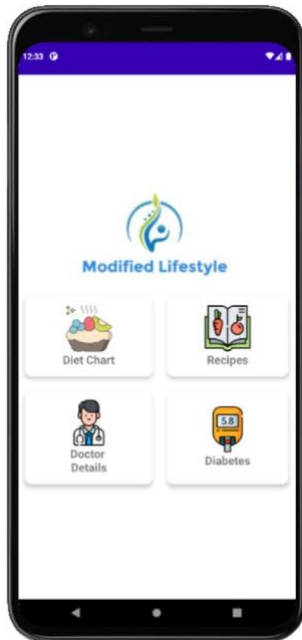 12:33
Modified Lifestyle
Diet Chart
Recipes
5.8
Doctor
Details
Diabetes